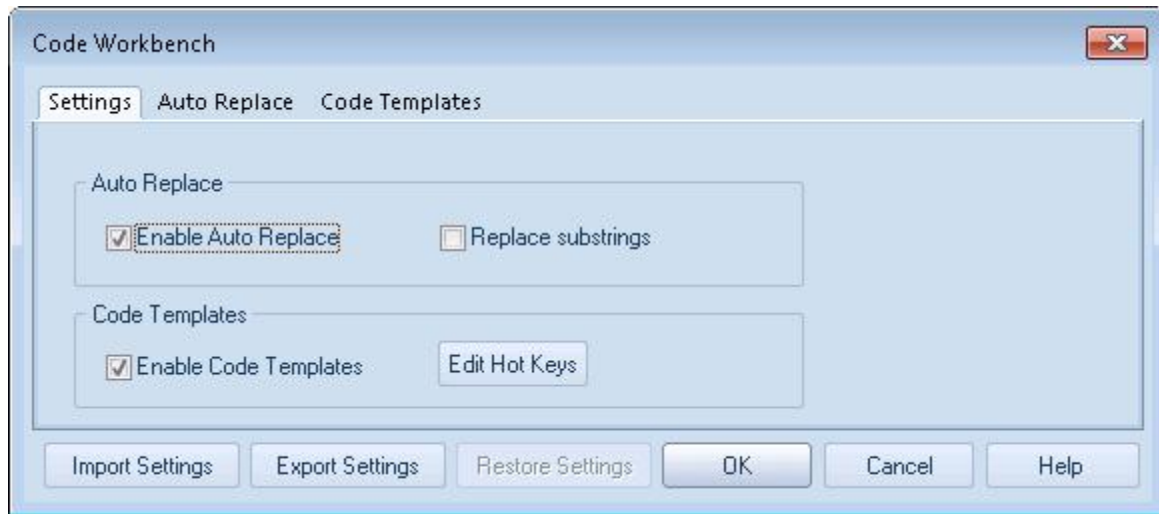 Code Workbench
Settings Auto Replace Code Templates
Auto Replace
Enable Auto Replace Replace substrings
Code Templates
Enable Code Templates Edit Hot Keys
Import Settings Export Settings Restore Settings OK Cancel Help